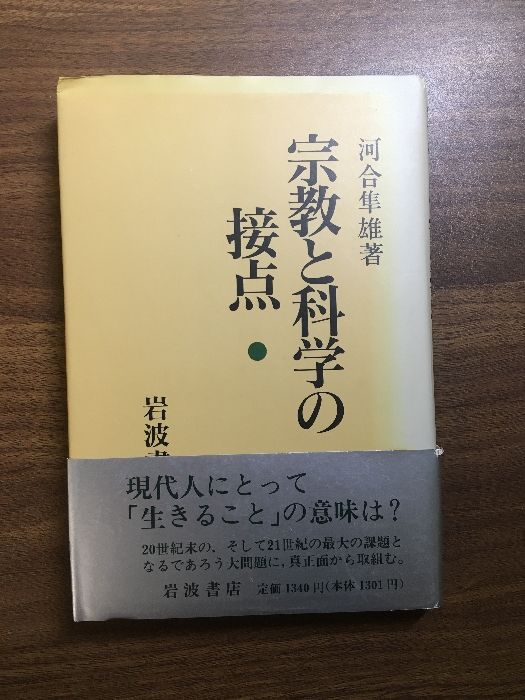 河合隼雄著
宗教と科学の
接点
岩波
現代人にとって
「生きること」の意味は？
20世紀末の、そして21世紀の最大の課題と
なるであろう大問題に，真正面から取組む。
岩波書店 定価1340円(本体1301円)